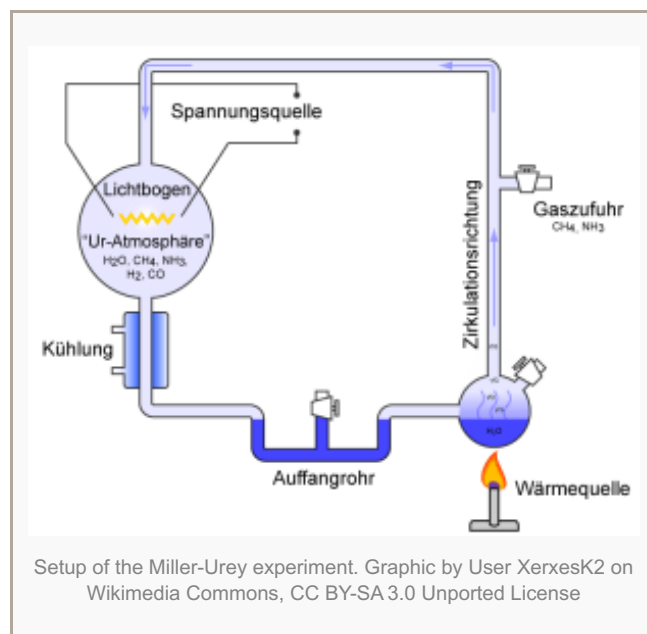 Spannungsquelle
Lichtbogen
"Ur-Atmosphäre"
H₂O, CH₄, NH₃,
H₂, CO
Kühlung
Zirkulationsrichtung
Gaszufuhr
CH₄, NH₃
H₂O
Auffangrohr
Wärmequelle
Setup of the Miller-Urey experiment. Graphic by User XerxesK2 on
Wikimedia Commons, CC BY-SA 3.0 Unported License